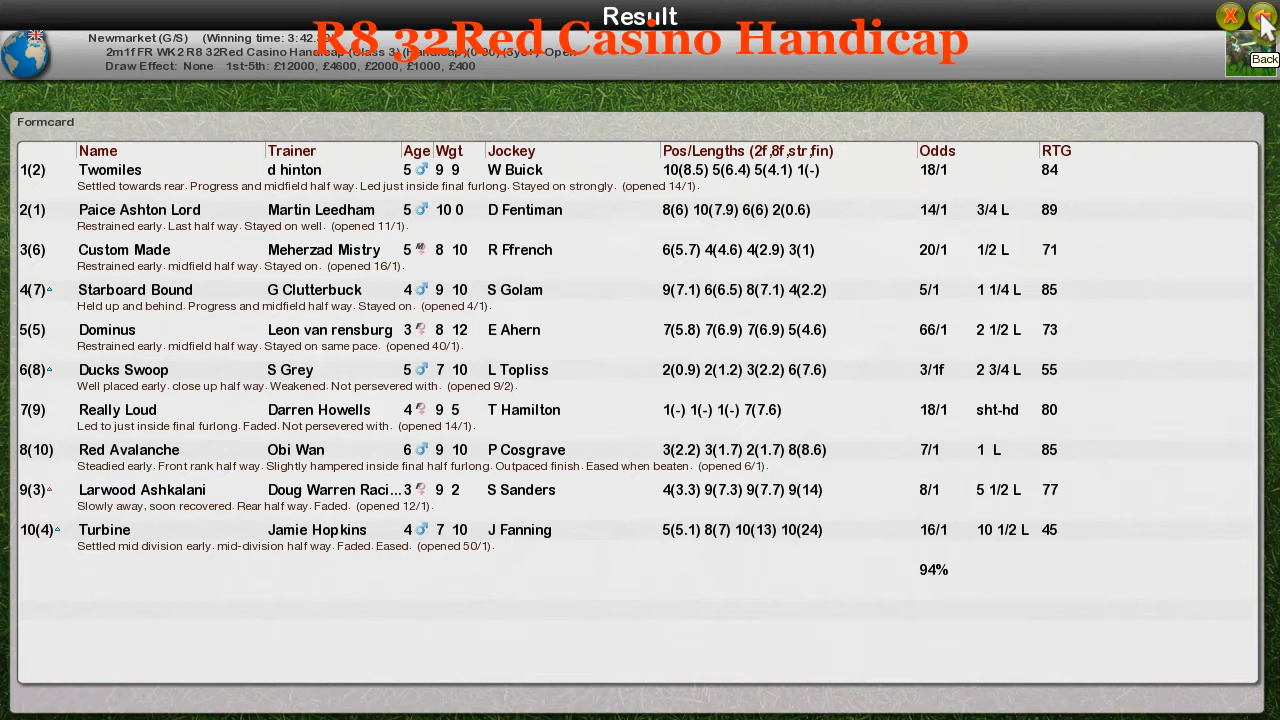 Result
R8 32Red Casino Handicap
Newmarket (G/S) (Winning time: 3:42.
2m1f FR WK2 R8 32Red Casino Handicap (Class 3) (Handicap)
Draw Effect: None 1st-5th: £12000, £4600, £2000, £1000, £400
Back
Formcard
Name Trainer Age Wgt Jockey Pos/Lengths (2f,8f,str,fin) Odds RTG
1(2) Twomiles d hinton 5 9 9 W Buick 10(8.5) 5(6.4) 5(4.1) 1(-) 18/1 84
Settled towards rear. Progress and midfield half way. Led just inside final furlong. Stayed on strongly. (opened 14/1).
2(1) Paice Ashton Lord Martin Leedham 5 10 0 D Fentiman 8(6) 10(7.9) 6(6) 2(0.6) 14/1 3/4 L 89
Restrained early. Last half way. Stayed on well. (opened 11/1).
3(6) Custom Made Meherzad Mistry 5 8 10 R Ffrench 6(5.7) 4(4.6) 4(2.9) 3(1) 20/1 1/2 L 71
Restrained early. midfield half way. Stayed on. (opened 16/1).
4(7) Starboard Bound G Clutterbuck 4 9 10 S Golam 9(7.1) 6(6.5) 8(7.1) 4(2.2) 5/1 1 1/4 L 85
Held up and behind. Progress and midfield half way. Stayed on. (opened 4/1).
5(5) Dominus Leon van rensburg 3 8 12 E Ahern 7(5.8) 7(6.9) 7(6.9) 5(4.6) 66/1 2 1/2 L 73
Restrained early. midfield half way. Stayed on same pace. (opened 40/1).
6(8) Ducks Swoop S Grey 5 7 10 L Topliss 2(0.9) 2(1.2) 3(2.2) 6(7.6) 3/1f 2 3/4 L 55
Well placed early. close up half way. Weakened. Not persevered with. (opened 9/2).
7(9) Really Loud Darren Howells 4 9 5 T Hamilton 1(-) 1(-) 1(-) 7(7.6) 18/1 sht-hd 80
Led to just inside final furlong. Faded. Not persevered with. (opened 14/1).
8(10) Red Avalanche Obi Wan 6 9 10 P Cosgrave 3(2.2) 3(1.7) 2(1.7) 8(8.6) 7/1 1 L 85
Steadied early. Front rank half way. Slightly hampered inside final half furlong. Outpaced finish. Eased when beaten. (opened 6/1).
9(3) Larwood Ashkalani Doug Warren Raci... 3 9 2 S Sanders 4(3.3) 9(7.3) 9(7.7) 9(14) 8/1 5 1/2 L 77
Slowly away, soon recovered. Rear half way. Faded. (opened 12/1).
10(4) Turbine Jamie Hopkins 4 7 10 J Fanning 5(5.1) 8(7) 10(13) 10(24) 16/1 10 1/2 L 45
Settled mid division early. mid-division half way. Faded. Eased. (opened 50/1).
94%